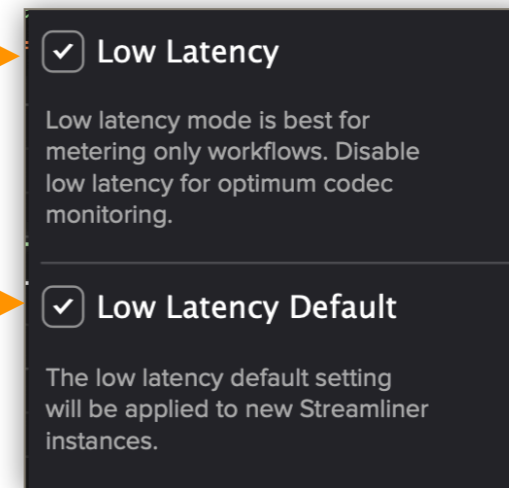 Low Latency
Low latency mode is best for
metering only workflows. Disable
low latency for optimum codec
monitoring.
Low Latency Default
The low latency default setting
will be applied to new Streamliner
instances.